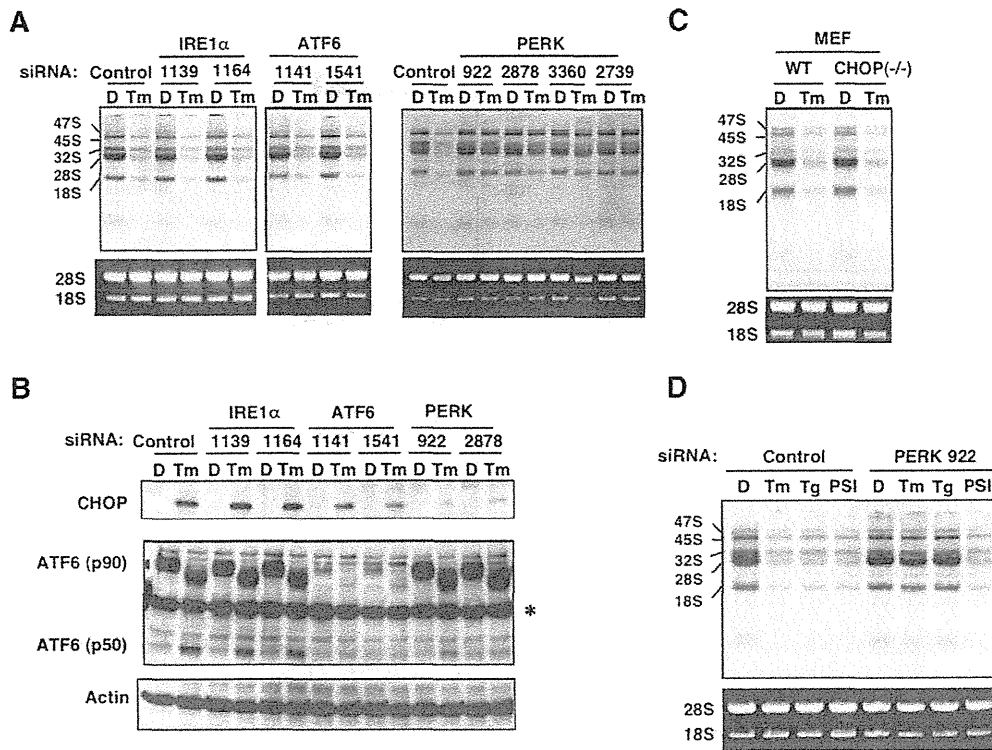 A
IRE1α ATF6 PERK
siRNA: Control 1139 1164 1141 1541 Control 922 2878 3360 2739
D Tm D Tm D Tm D Tm D Tm D Tm D Tm D Tm D Tm D Tm
47S
45S
32S
28S
18S
28S
18S
C
MEF
WT CHOP(-/-)
D Tm D Tm
47S
45S
32S
28S
18S
28S
18S
B
IRE1α ATF6 PERK
siRNA: Control 1139 1164 1141 1541 922 2878
D Tm D Tm D Tm D Tm D Tm D Tm D Tm
CHOP
ATF6 (p90)
*
ATF6 (p50)
Actin
D
siRNA: Control PERK 922
D Tm Tg PSI D Tm Tg PSI
47S
45S
32S
28S
18S
28S
18S